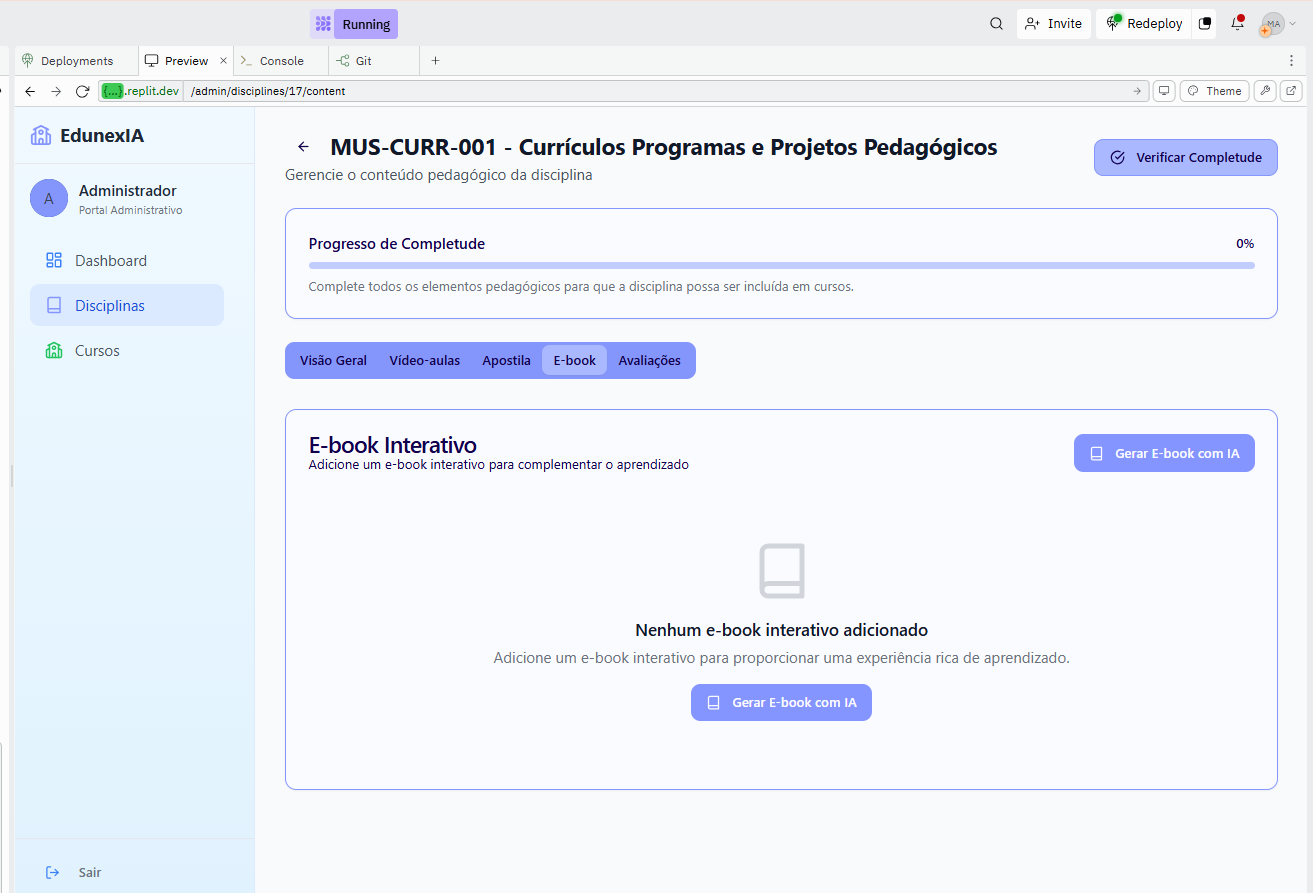 Running
Invite
Redeploy
MA
Deployments
Preview
Console
Git
{...}.replit.dev /admin/disciplines/17/content
Theme
EdunexIA
A
Administrador
Portal Administrativo
Dashboard
Disciplinas
Cursos
Sair
MUS-CURR-001 - Currículos Programas e Projetos Pedagógicos
Gerencie o conteúdo pedagógico da disciplina
Verificar Completude
Progresso de Completude 0%
Complete todos os elementos pedagógicos para que a disciplina possa ser incluída em cursos.
Visão Geral Vídeo-aulas Apostila E-book Avaliações
E-book Interativo
Adicione um e-book interativo para complementar o aprendizado
Gerar E-book com IA
Nenhum e-book interativo adicionado
Adicione um e-book interativo para proporcionar uma experiência rica de aprendizado.
Gerar E-book com IA